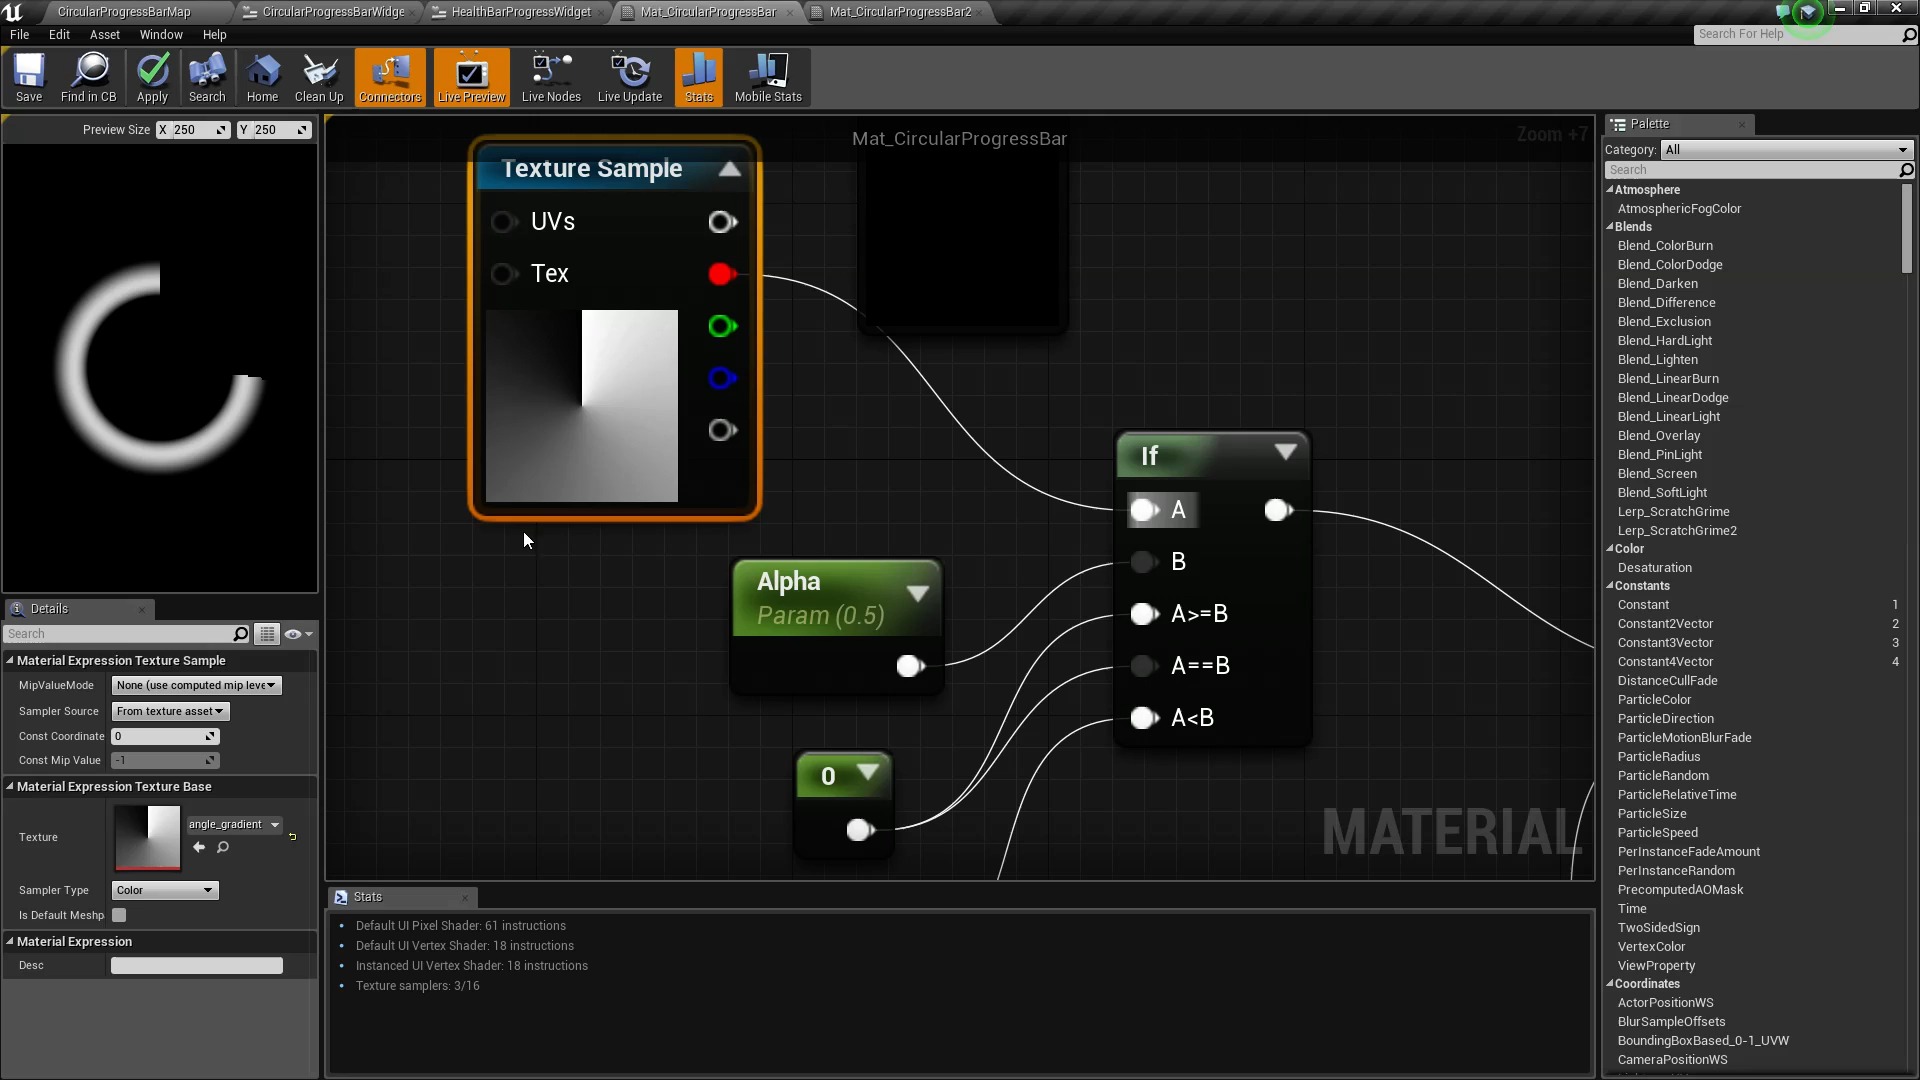 CircularProgressBarMap
CircularProgressBarWidge
HealthBarProgressWidget
Mat_CircularProgressBar
Mat_CircularProgressBar2
File
Edit
Asset
Window
Help
Search For Help
Save
Find in CB
Apply
Search
Home
Clean Up
Connectors
Live Preview
Live Nodes
Live Update
Stats
Mobile Stats
Preview Size X 250 Y 250
Mat_CircularProgressBar
Zoom +7
Texture Sample
UVs
Tex
If
A
B
A>=B
A==B
A<B
Alpha
Param (0.5)
0
MATERIAL
Details
Search
Material Expression Texture Sample
MipValueMode None (use computed mip leve
Sampler Source From texture asset
Const Coordinate 0
Const Mip Value -1
Material Expression Texture Base
Texture angle_gradient
Sampler Type Color
Is Default Meshp
Material Expression
Desc
Stats
Default UI Pixel Shader: 61 instructions
Default UI Vertex Shader: 18 instructions
Instanced UI Vertex Shader: 18 instructions
Texture samplers: 3/16
Palette
Category: All
Search
Atmosphere
AtmosphericFogColor
Blends
Blend_ColorBurn
Blend_ColorDodge
Blend_Darken
Blend_Difference
Blend_Exclusion
Blend_HardLight
Blend_Lighten
Blend_LinearBurn
Blend_LinearDodge
Blend_LinearLight
Blend_Overlay
Blend_PinLight
Blend_Screen
Blend_SoftLight
Lerp_ScratchGrime
Lerp_ScratchGrime2
Color
Desaturation
Constants
Constant 1
Constant2Vector 2
Constant3Vector 3
Constant4Vector 4
DistanceCullFade
ParticleColor
ParticleDirection
ParticleMotionBlurFade
ParticleRadius
ParticleRandom
ParticleRelativeTime
ParticleSize
ParticleSpeed
PerInstanceFadeAmount
PerInstanceRandom
PrecomputedAOMask
Time
TwoSidedSign
VertexColor
ViewProperty
Coordinates
ActorPositionWS
BlurSampleOffsets
BoundingBoxBased_0-1_UVW
CameraPositionWS